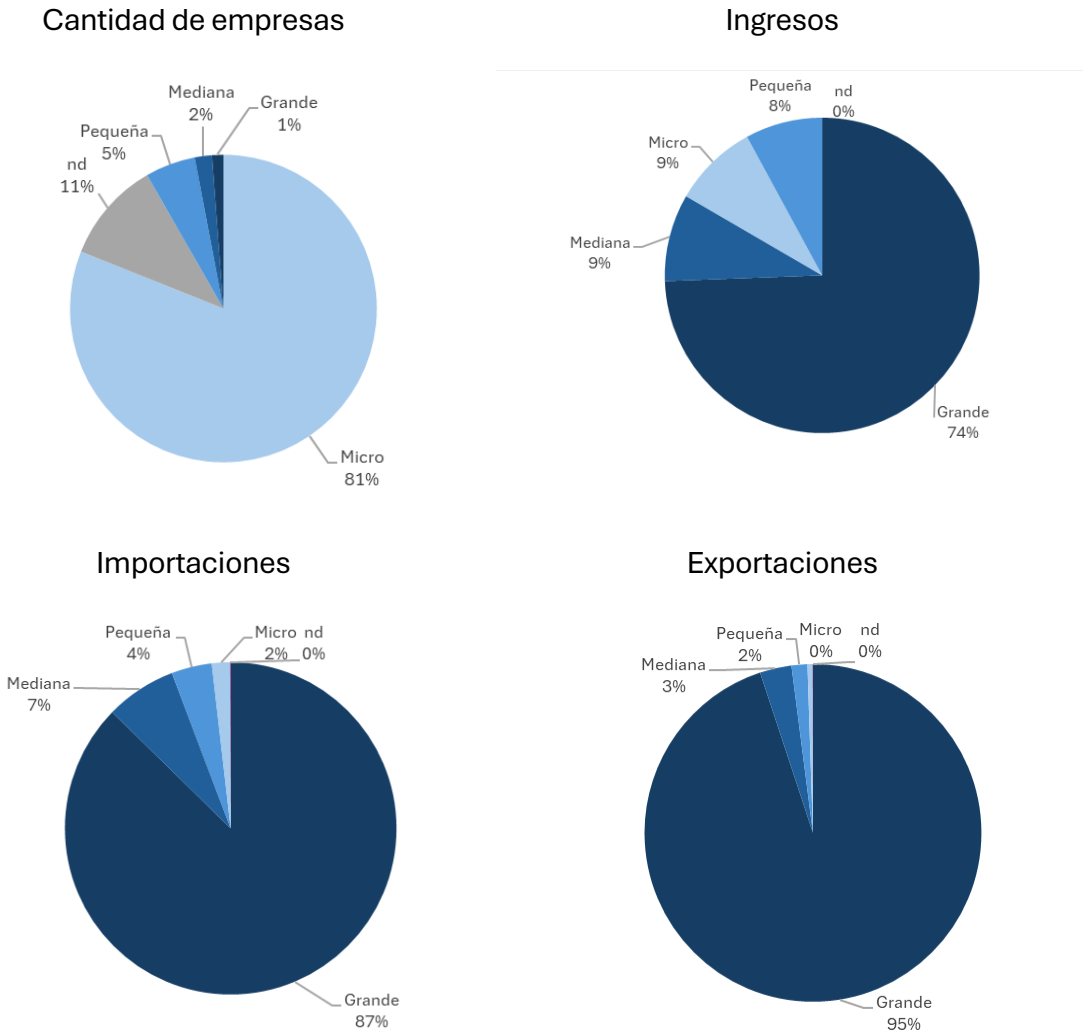 Cantidad de empresas
Mediana
2%
Grande
1%
Pequeña
5%
nd
11%
Micro
81%
Ingresos
Pequeña
8%
nd
0%
Micro
9%
Mediana
9%
Grande
74%
Importaciones
Pequeña
4%
Micro
2%
nd
0%
Mediana
7%
Grande
87%
Exportaciones
Pequeña
2%
Micro
0%
nd
0%
Mediana
3%
Grande
95%